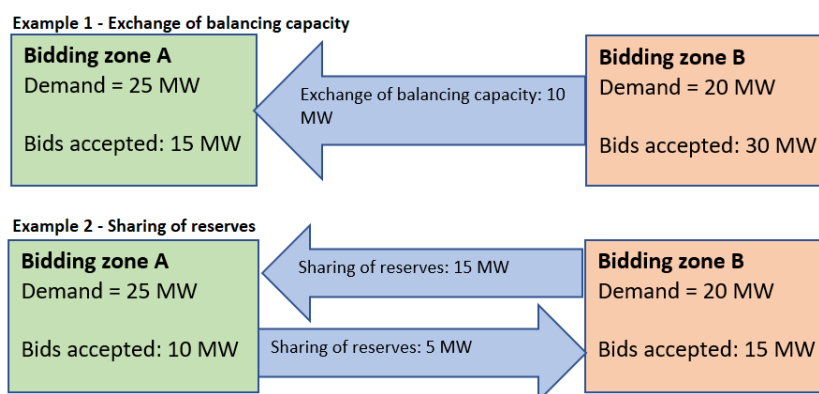 Example 1 - Exchange of balancing capacity
Bidding zone A
Demand = 25 MW
Bids accepted: 15 MW
Exchange of balancing capacity: 10
MW
Bidding zone B
Demand = 20 MW
Bids accepted: 30 MW
Example 2 - Sharing of reserves
Bidding zone A
Demand = 25 MW
Bids accepted: 10 MW
Sharing of reserves: 15 MW
Sharing of reserves: 5 MW
Bidding zone B
Demand = 20 MW
Bids accepted: 15 MW